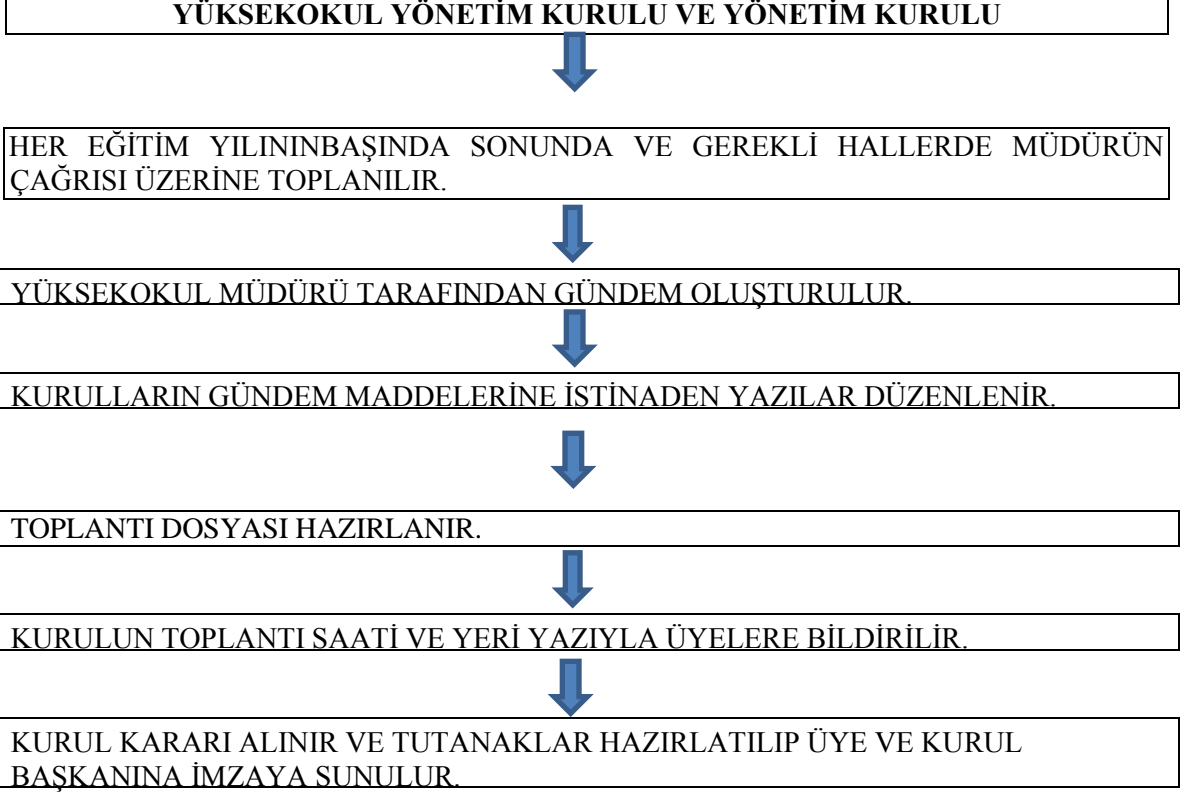 YÜKSEKOKUL YÖNETİM KURULU VE YÖNETİM KURULU
HER EĞİTİM YILININBAŞINDA SONUNDA VE GEREKLİ HALLERDE MÜDÜRÜN
ÇAĞRISI ÜZERİNE TOPLANILIR.
YÜKSEKOKUL MÜDÜRÜ TARAFINDAN GÜNDEM OLUŞTURULUR.
KURULLARIN GÜNDEM MADDELERİNE İSTİNADEN YAZILAR DÜZENLENİR.
TOPLANTI DOSYASI HAZIRLANIR.
KURULUN TOPLANTI SAATİ VE YERİ YAZIYLA ÜYELERE BİLDİRİLİR.
KURUL KARARI ALINIR VE TUTANAKLAR HAZIRLATILIP ÜYE VE KURUL
BAŞKANINA İMZAYA SUNULUR.